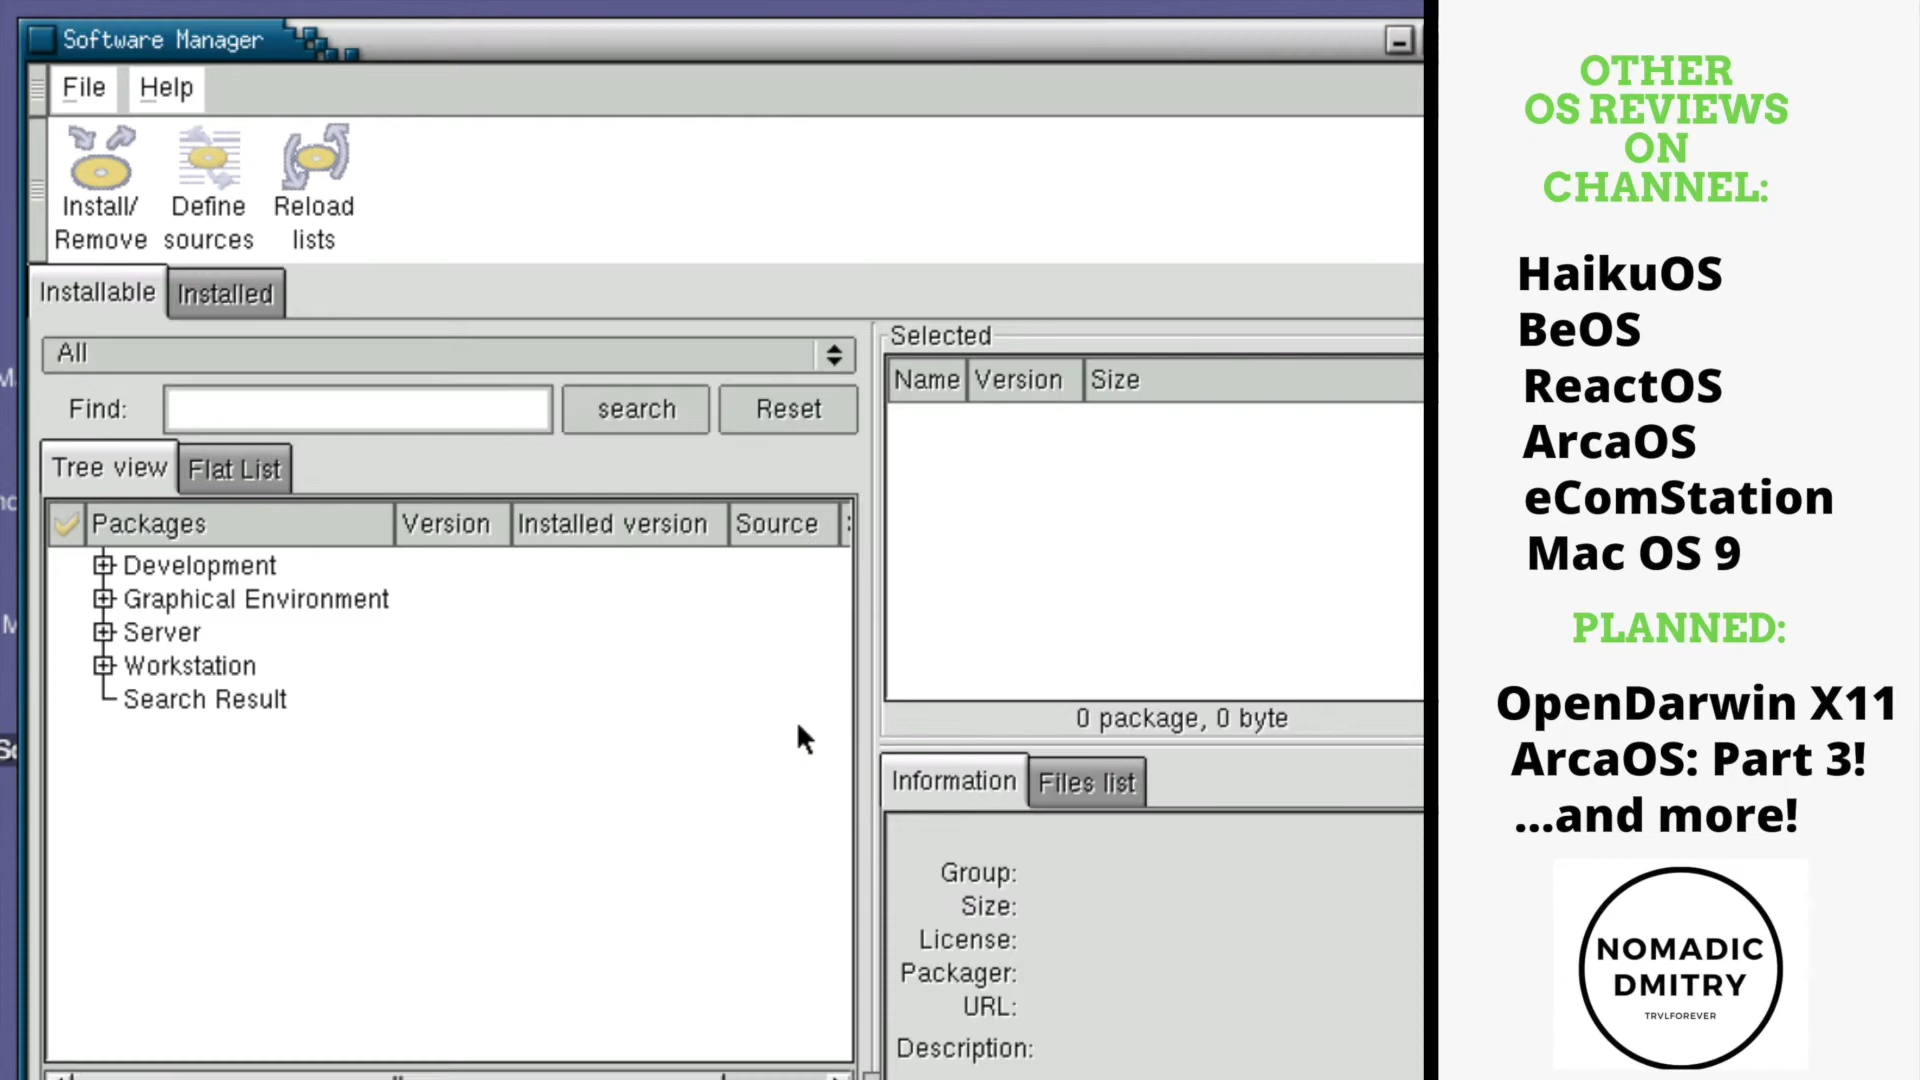 Software Manager
File Help
Install/
Remove
Define
sources
Reload
lists
Installable Installed
All
Find: search Reset
Tree view Flat List
Packages Version Installed version Source
Development
Graphical Environment
Server
Workstation
Search Result
Selected
Name Version Size
0 package, 0 byte
Information Files list
Group:
Size:
License:
Packager:
URL:
Description:
OTHER
OS REVIEWS
ON
CHANNEL:
HaikuOS
BeOS
ReactOS
ArcaOS
eComStation
Mac OS 9
PLANNED:
OpenDarwin X11
ArcaOS: Part 3!
...and more!
NOMADIC
DMITRY
TRVLFOREVER